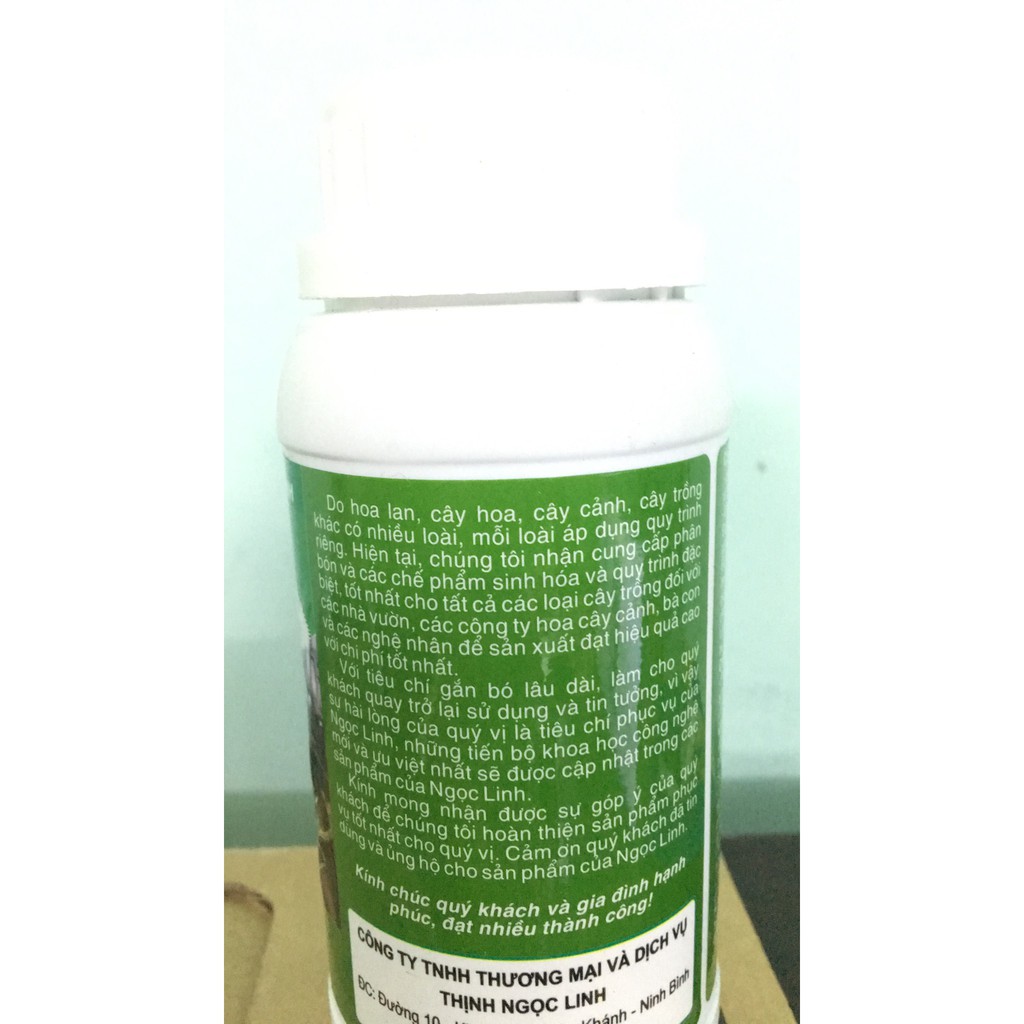 Do hoa lan, cây hoa, cây cảnh, cây trồng
khác có nhiều loài, mỗi loài áp dụng quy trình
riêng. Hiện tại, chúng tôi nhận cung cấp phân
bón và các chế phẩm sinh hóa và quy trình đặc
biệt, tốt nhất cho tất cả các loại cây trồng đối với
các nhà vườn, các công ty hoa cây cảnh, bà con
và các nghệ nhân để sản xuất đạt hiệu quả cao
với chi phí tốt nhất.
Với tiêu chí gắn bó lâu dài, làm cho quý
khách quay trở lại sử dụng và tin tưởng, vì vậy
sự hài lòng của quý vị là tiêu chí phục vụ của
Ngọc Linh, những tiến bộ khoa học công nghệ
mới và ưu việt nhất sẽ được cập nhật trong các
sản phẩm của Ngọc Linh.
Kính mong nhận được sự góp ý của quý
khách để chúng tôi hoàn thiện sản phẩm phục
vụ tốt nhất cho quý vị. Cảm ơn quý khách đã tin
dùng và ủng hộ cho sản phẩm của Ngọc Linh.
Kính chúc quý khách và gia đình hạnh
phúc, đạt nhiều thành công!
CÔNG TY TNHH THƯƠNG MẠI VÀ DỊCH VỤ
THỊNH NGỌC LINH
ĐC: Đường 10 Khánh - Ninh Bình